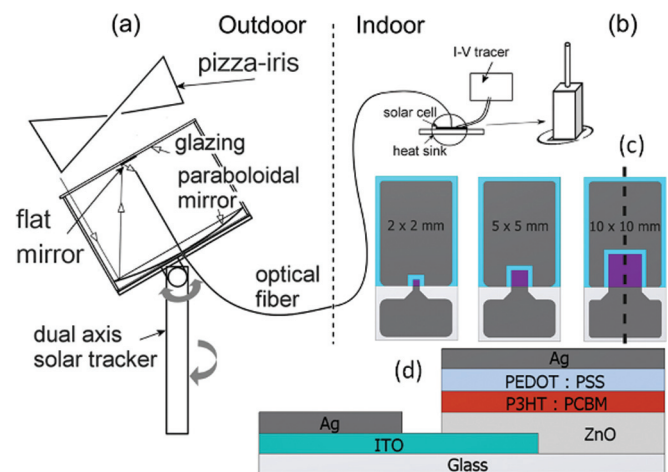 (a)
Outdoor
Indoor
(b)
pizza-iris
I-V tracer
solar cell
heat sink
glazing
paraboloidal
mirror
flat
mirror
optical
fiber
dual axis
solar tracker
(c)
2 x 2 mm
5 x 5 mm
10 x 10 mm
(d)
Ag
PEDOT : PSS
P3HT : PCBM
Ag
ZnO
ITO
Glass